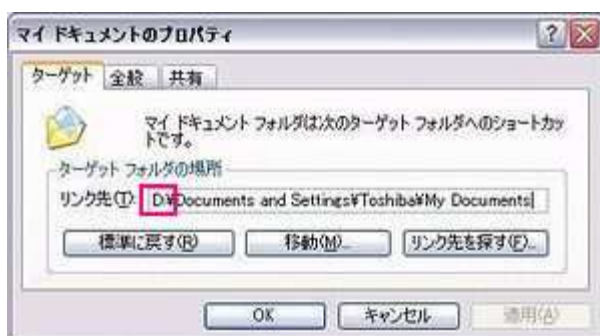 マイ ドキュメントのプロパティ
ターゲット 全般 共有
マイ ドキュメント フォルダは次のターゲット フォルダへのショートカッ
トです。
ターゲット フォルダの場所
リンク先(T): D:¥Documents and Settings¥Toshiba¥My Documents
標準に戻す(R) 移動(M)... リンク先を探す(F)...
OK キャンセル 適用(A)